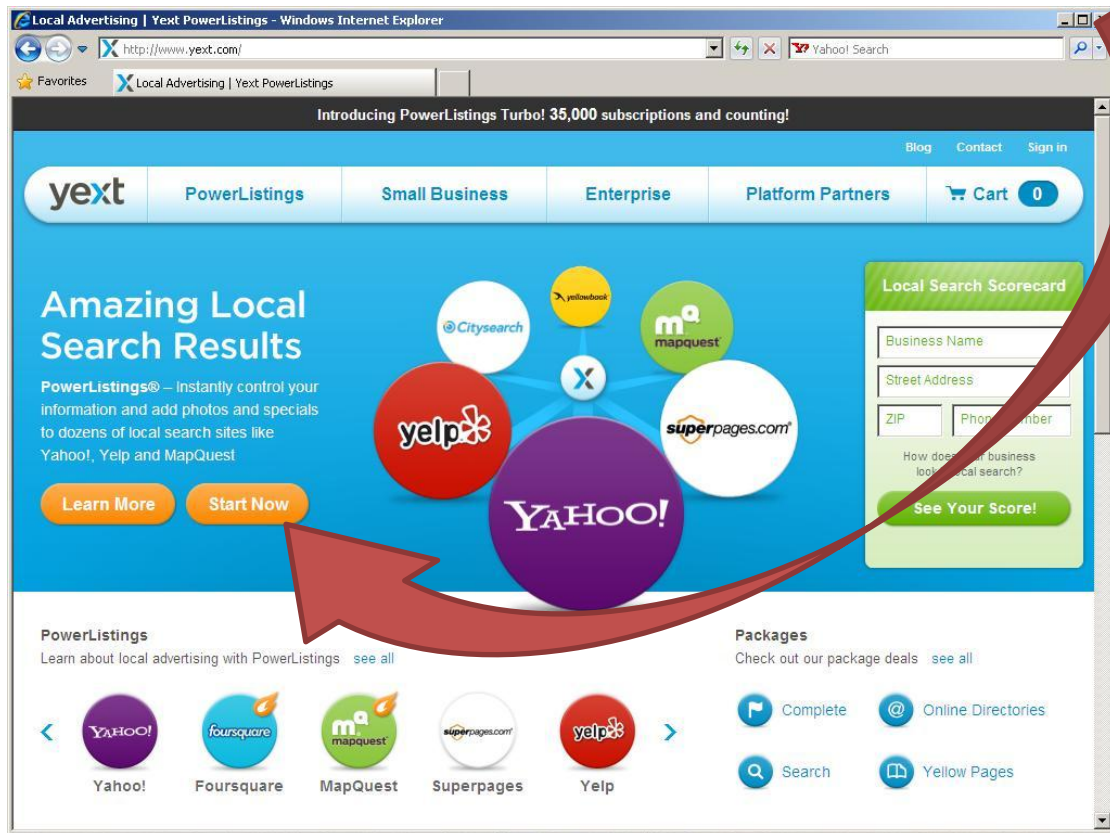 Local Advertising | Yext PowerListings - Windows Internet Explorer
http://www.yext.com/
Yahoo! Search
Favorites
Local Advertising | Yext PowerListings
Introducing PowerListings Turbo! 35,000 subscriptions and counting!
Blog Contact Sign in
yext PowerListings Small Business Enterprise Platform Partners Cart 0
Amazing Local
Search Results
PowerListings® – Instantly control your
information and add photos and specials
to dozens of local search sites like
Yahoo!, Yelp and MapQuest
Learn More Start Now
yellowbook
Citysearch
mq
mapquest
X
yelp
superpages.com
YAHOO!
Local Search Scorecard
Business Name
Street Address
ZIP
How business
local search?
See Your Score!
PowerListings
Learn about local advertising with PowerListings see all
YAHOO! foursquare mq mapquest superpages.com yelp
Yahoo! Foursquare MapQuest Superpages Yelp
Packages
Check out our package deals see all
Complete @ Online Directories
Search Yellow Pages